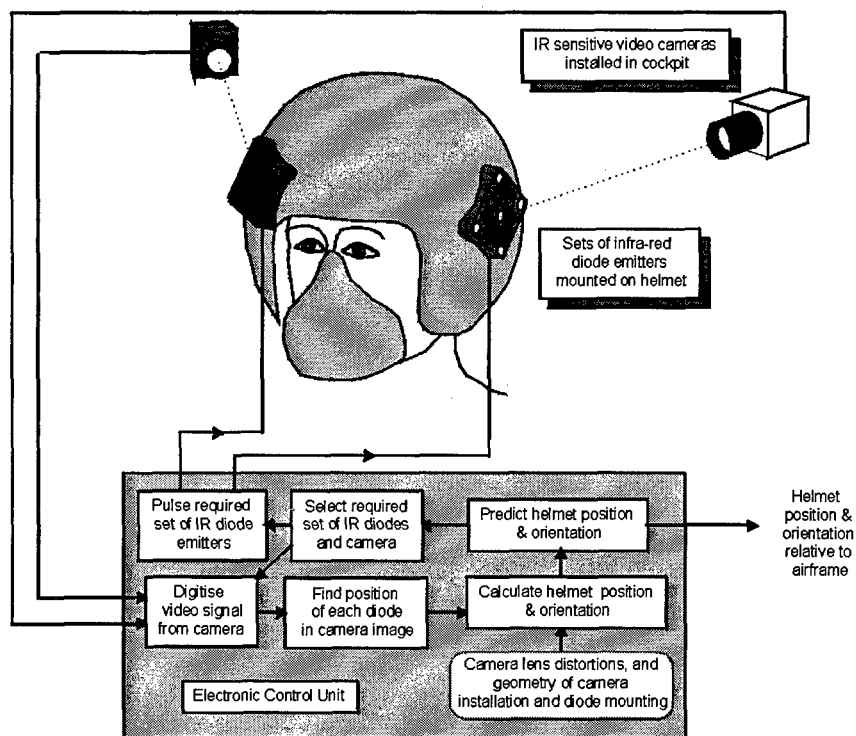 IR sensitive video cameras
installed in cockpit
Sets of infra-red
diode emitters
mounted on helmet
Pulse required
set of IR diode
emitters
Select required
set of IR diodes
and camera
Predict helmet position
& orientation
Helmet
position &
orientation
relative to
airframe
Digitise
video signal
from camera
Find position
of each diode
in camera image
Calculate helmet position
& orientation
Camera lens distortions, and
geometry of camera
installation and diode mounting
Electronic Control Unit